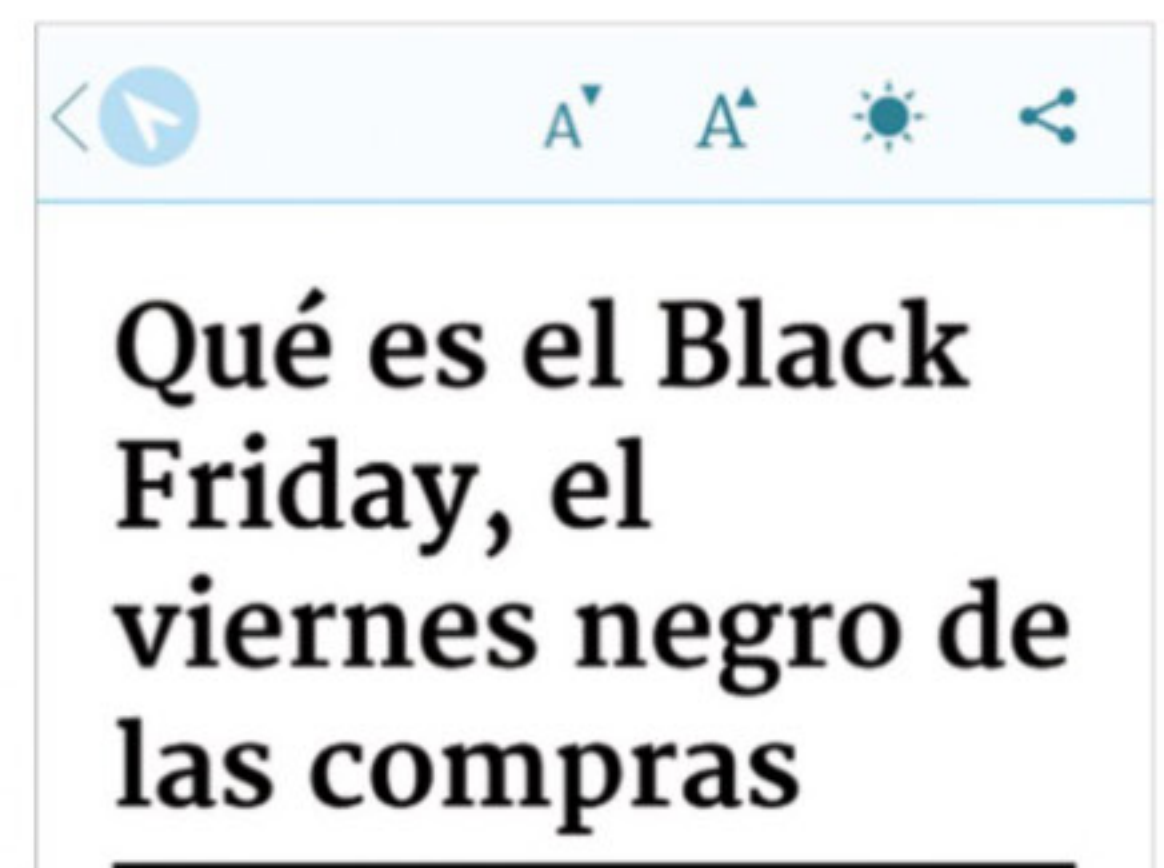 A A
Qué es el Black
Friday, el
viernes negro de
las compras